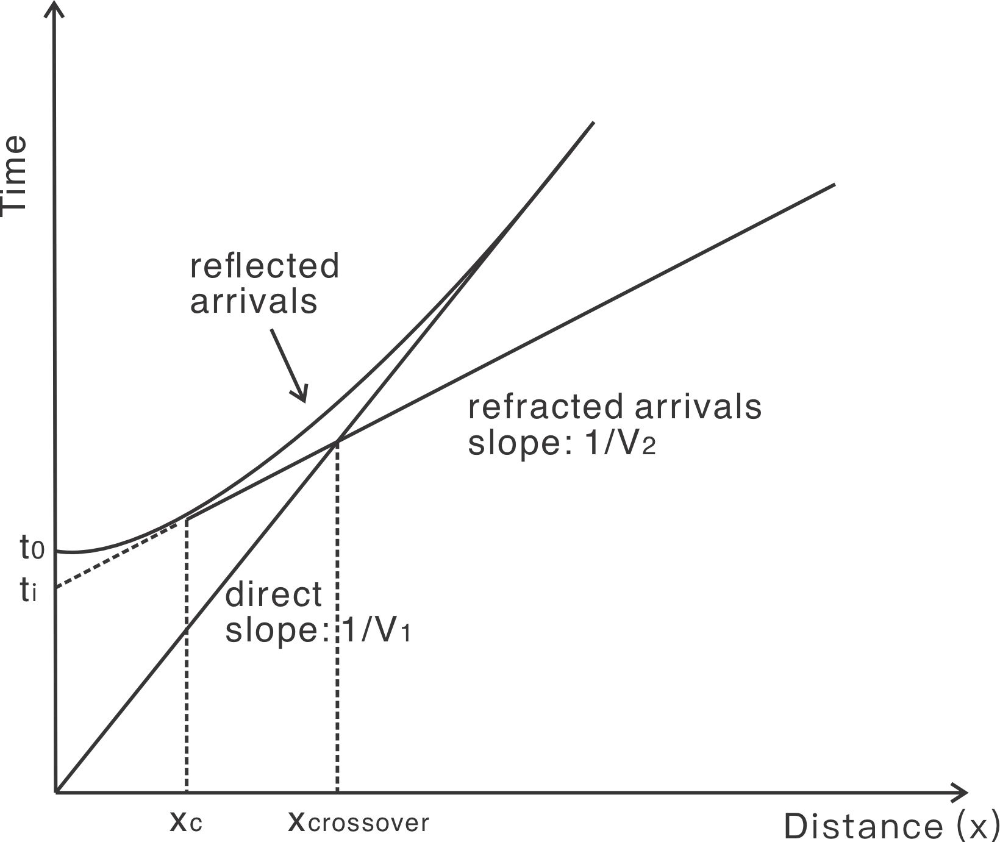 Time
reflected
arrivals
refracted arrivals
slope: 1/V2
t0
ti
direct
slope: 1/V1
xc
xcrossover
Distance (x)